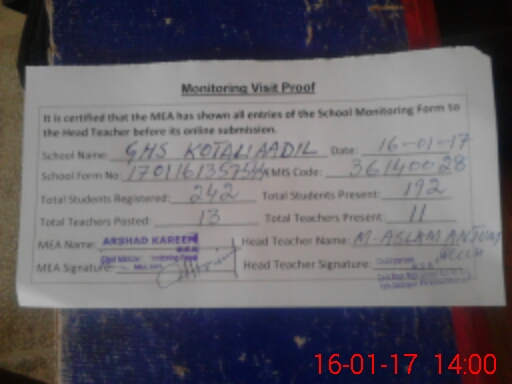 Monitoring Visit Proof
It is certified that the MEA has shown all entries of the School Monitoring Form to
the Head Teacher before its online submission.
School Name: GHS KOTALI AADIL Date: 16-01-17
School Form No EMIS Code: 36140028
Total Students Registered: 242 Total Students Present: 192
Total Teachers Posted: 13 Total Teachers Present: 11
MEA Name: ARSHAD KAREEM Head Teacher Name: M. ASLAM ANJUM
MEA Signature: Head Teacher Signature:
16-01-17 14:00